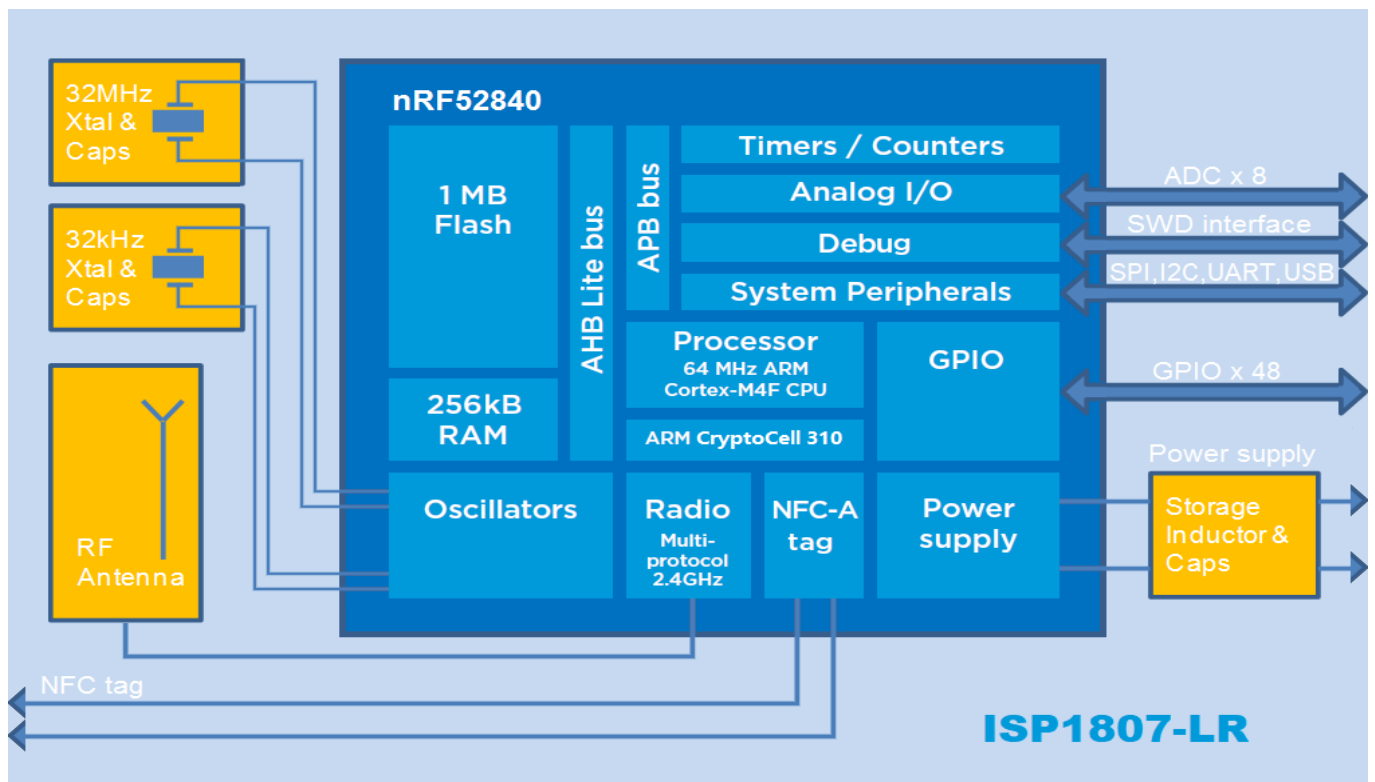 32MHz
Xtal &
Caps
32kHz
Xtal &
Caps
RF
Antenna
NFC tag
nRF52840
1 MB
Flash
256kB
RAM
AHB Lite bus
APB bus
Timers / Counters
Analog I/O
Debug
System Peripherals
Processor
64 MHz ARM
Cortex-M4F CPU
ARM CryptoCell 310
GPIO
Oscillators
Radio
Multi-
protocol
2.4GHz
NFC-A
tag
Power
supply
ADC x 8
SWD interface
SPI,I2C,UART,USB
GPIO x 48
Power supply
Storage
Inductor &
Caps
ISP1807-LR